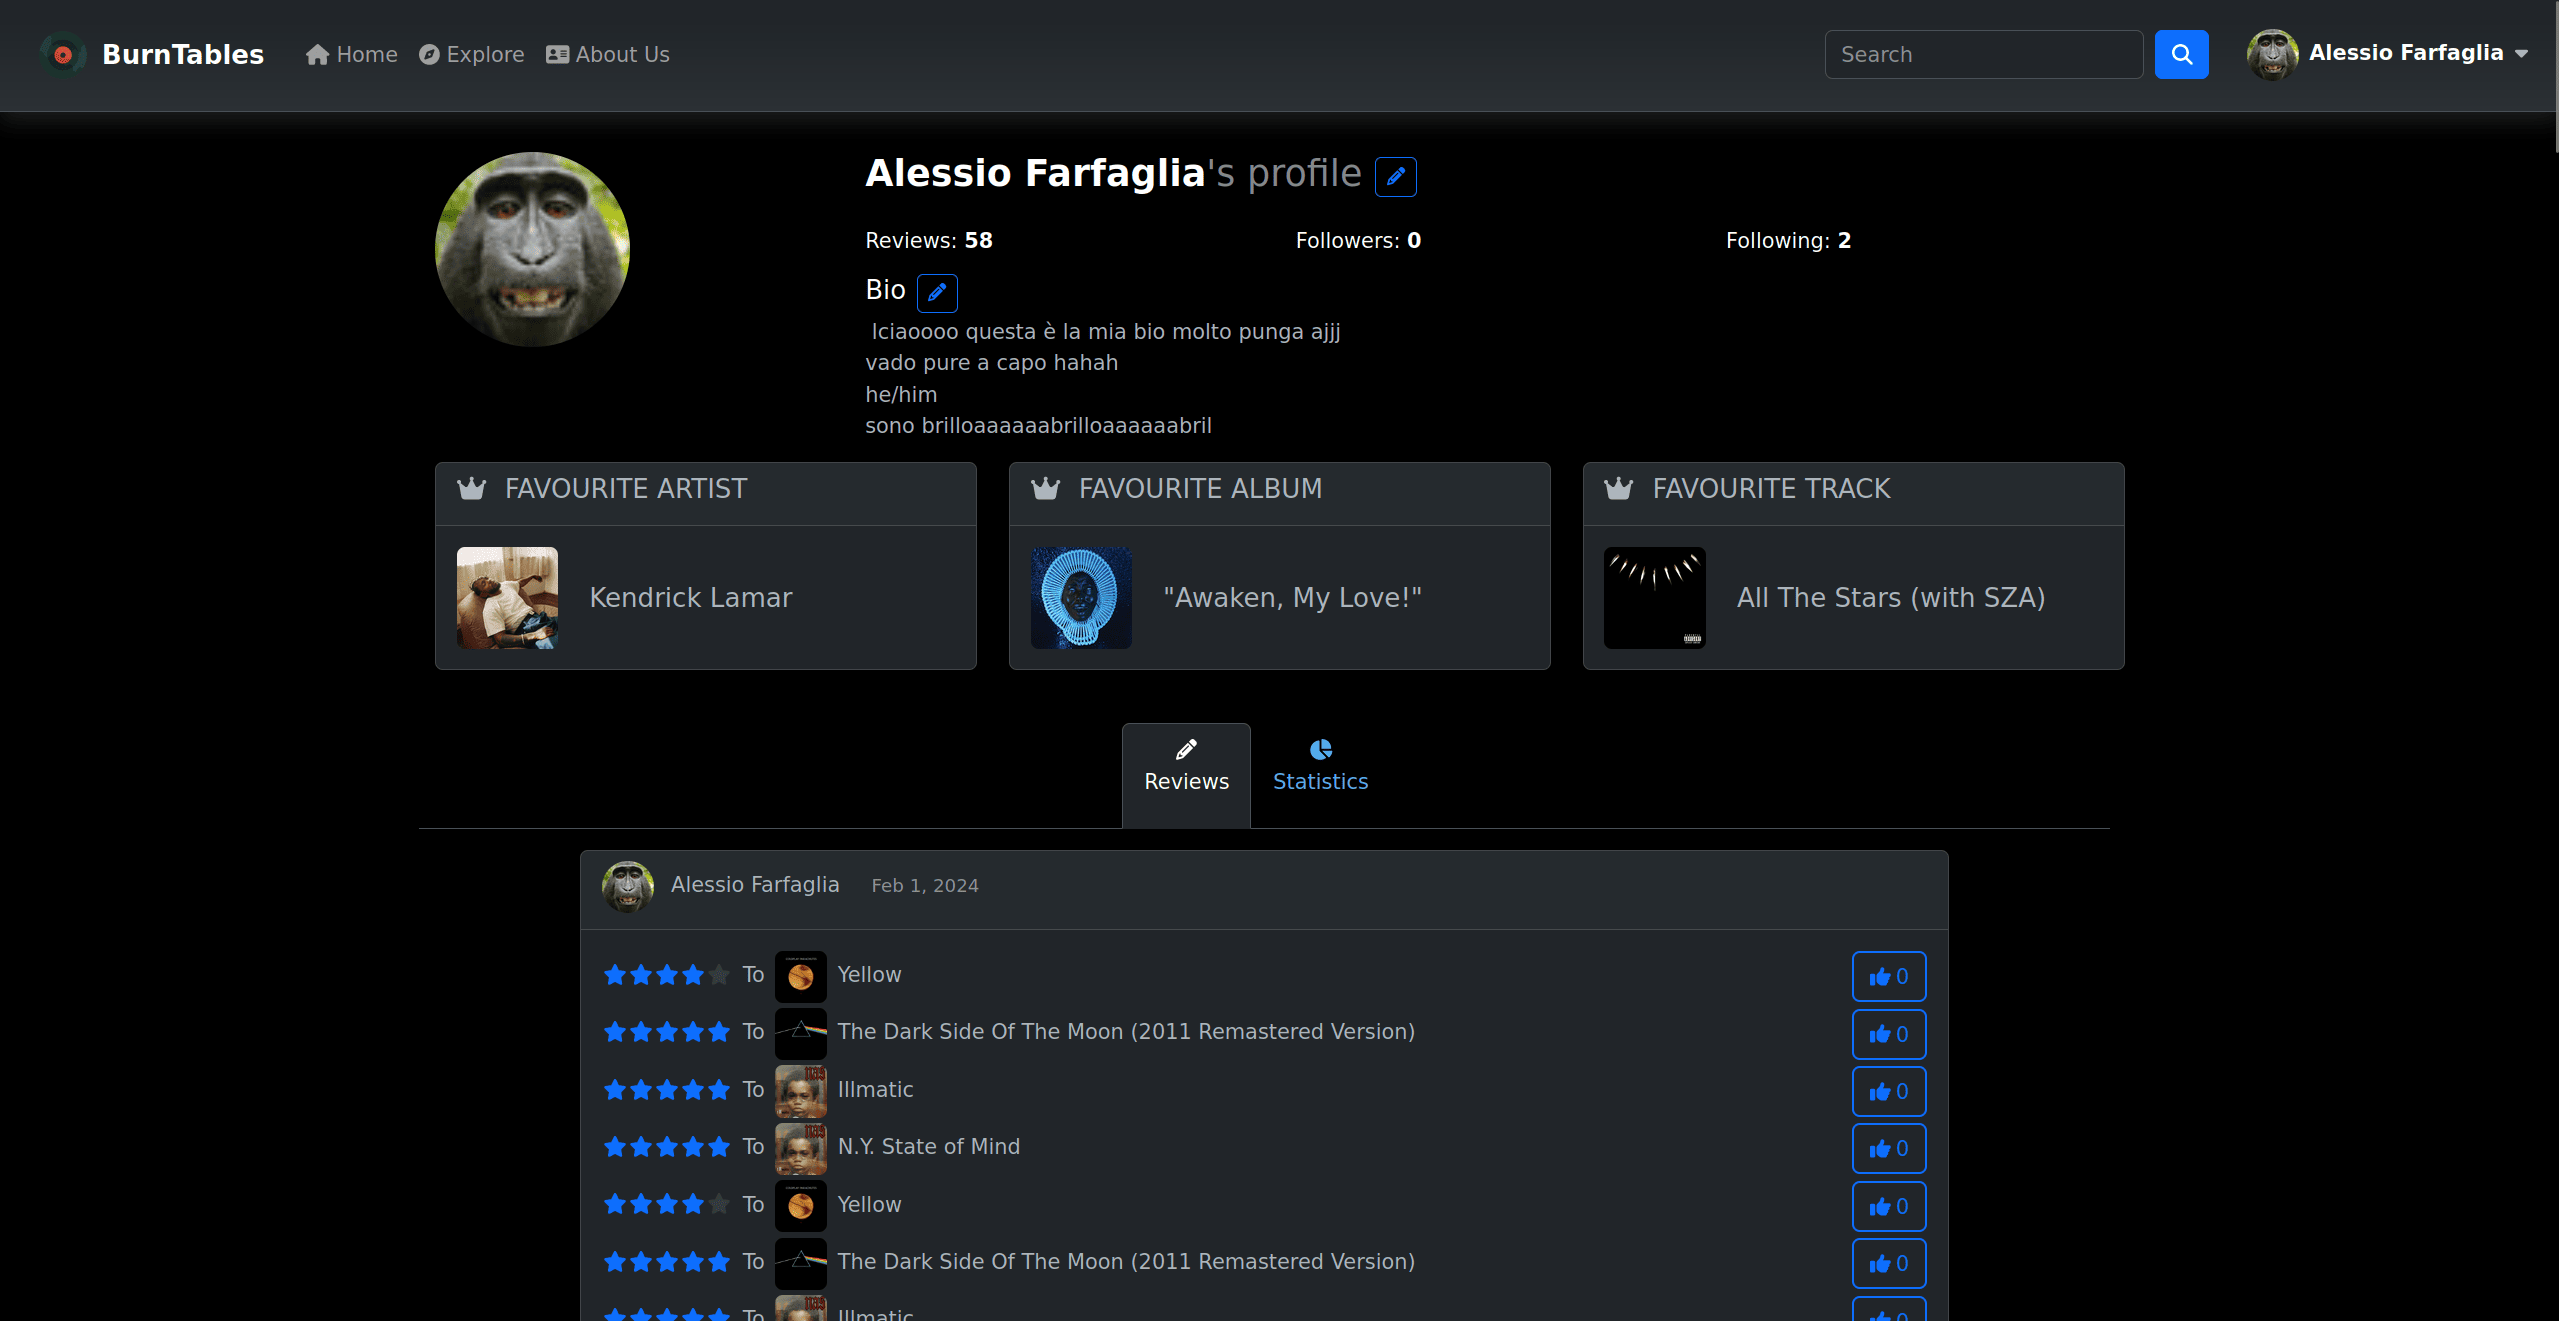 BurnTables Home Explore About Us Search Alessio Farfaglia
Alessio Farfaglia's profile
Reviews: 58 Followers: 0 Following: 2
Bio
Iciaoooo questa è la mia bio molto punga ajjj
vado pure a capo hahah
he/him
sono brilloaaaaaabrilloaaaaaabril
FAVOURITE ARTIST
Kendrick Lamar
FAVOURITE ALBUM
"Awaken, My Love!"
FAVOURITE TRACK
All The Stars (with SZA)
Reviews
Statistics
Alessio Farfaglia Feb 1, 2024
To Yellow 0
To The Dark Side Of The Moon (2011 Remastered Version) 0
To Illmatic 0
To N.Y. State of Mind 0
To Yellow 0
To The Dark Side Of The Moon (2011 Remastered Version) 0
To Illmatic 0